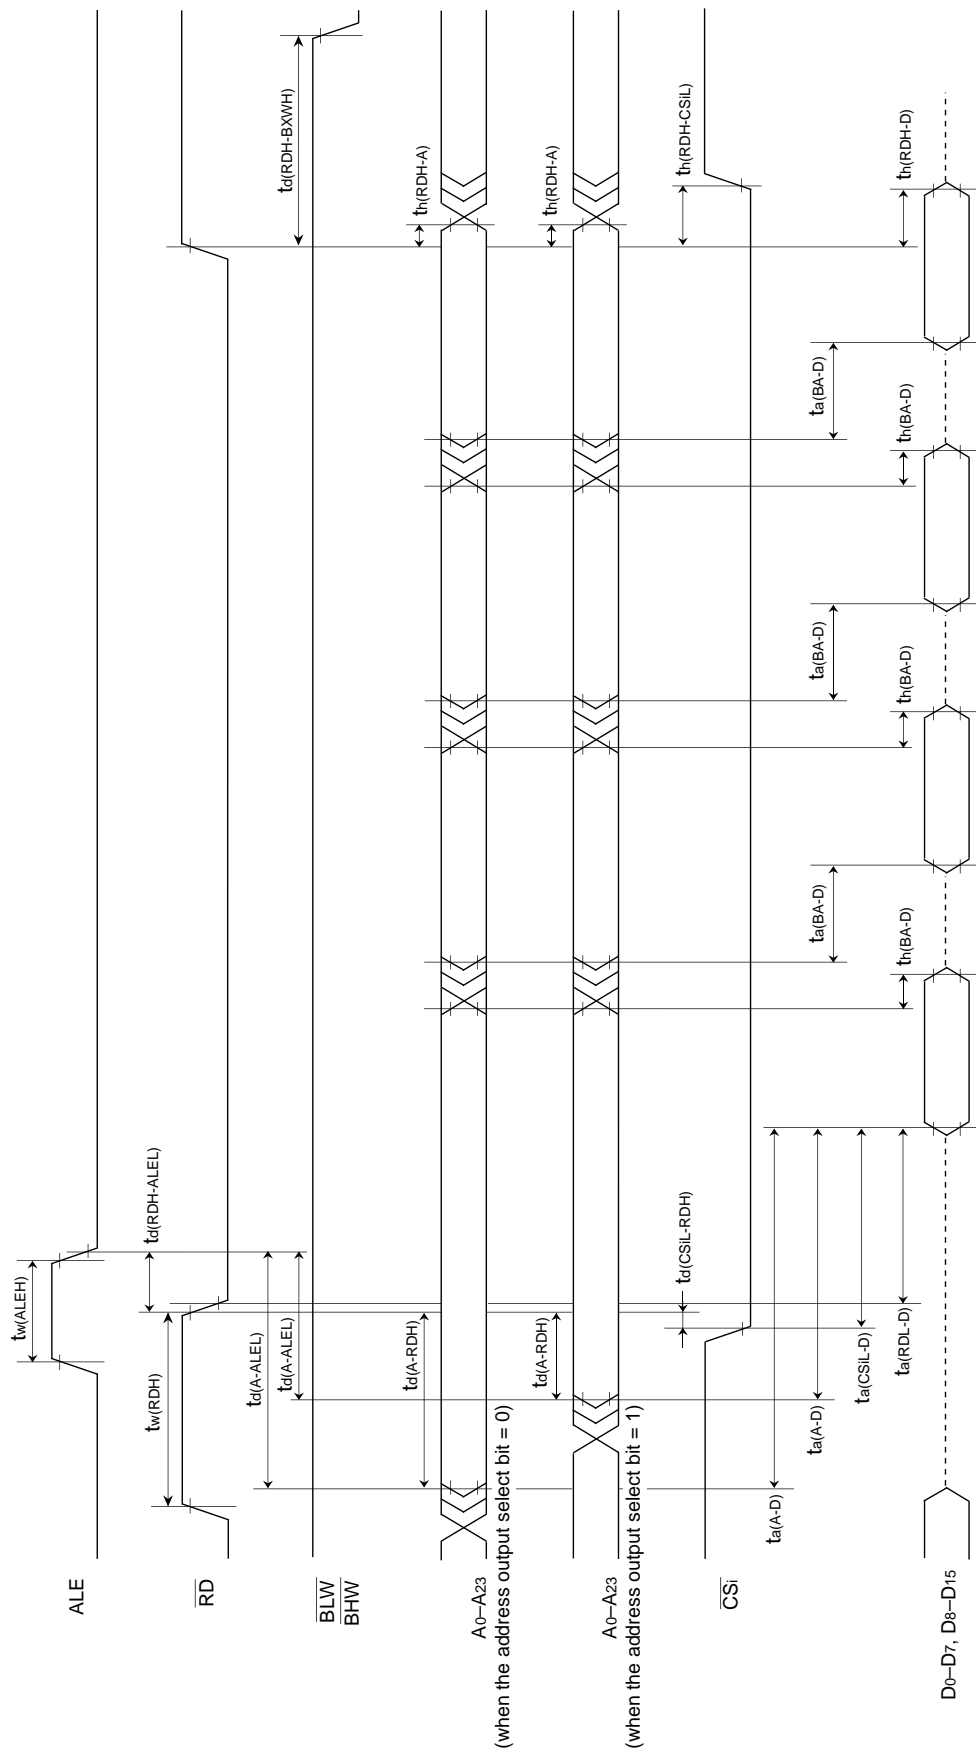 ALE
tw(ALEH)
td(RDH-ALEL)
RD
tw(RDH)
td(A-ALEL)
td(A-ALEL)
BLW
BHW
td(RDH-BXWH)
A0–A23
(when the address output select bit = 0)
td(A-RDH)
th(RDH-A)
A0–A23
(when the address output select bit = 1)
td(A-RDH)
th(RDH-A)
CSi
td(CSiL-RDH)
th(RDH-CSiL)
ta(A-D)
ta(A-D)
ta(CSiL-D)
ta(RDL-D)
ta(BA-D)
ta(BA-D)
ta(BA-D)
th(BA-D)
th(BA-D)
th(BA-D)
th(RDH-D)
D0–D7, D8–D15